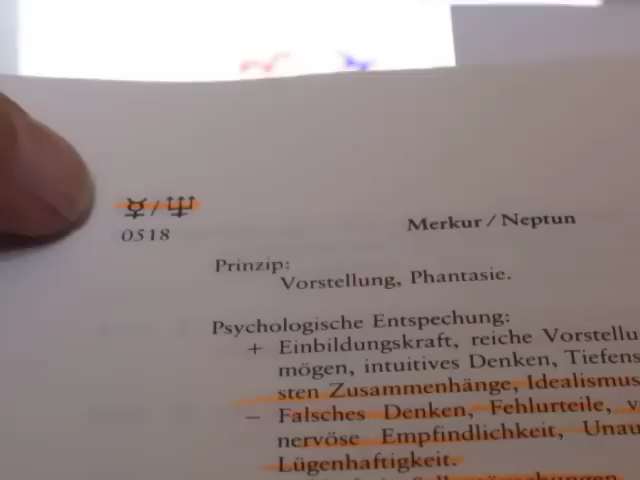 ☿/♆
0518
Merkur / Neptun
Prinzip:
Vorstellung, Phantasie.
Psychologische Entspechung:
+ Einbildungskraft, reiche Vorstellu
mögen, intuitives Denken, Tiefens
sten Zusammenhänge, Idealismus
– Falsches Denken, Fehlurteile, v
nervöse Empfindlichkeit, Unau
Lügenhaftigkeit.